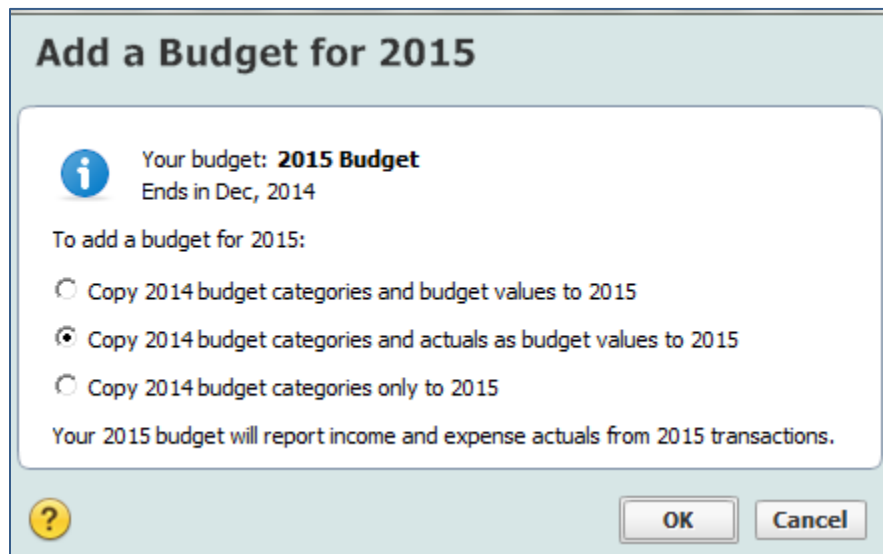 Add a Budget for 2015
Your budget: 2015 Budget
Ends in Dec, 2014
To add a budget for 2015:
Copy 2014 budget categories and budget values to 2015
Copy 2014 budget categories and actuals as budget values to 2015
Copy 2014 budget categories only to 2015
Your 2015 budget will report income and expense actuals from 2015 transactions.
? OK Cancel